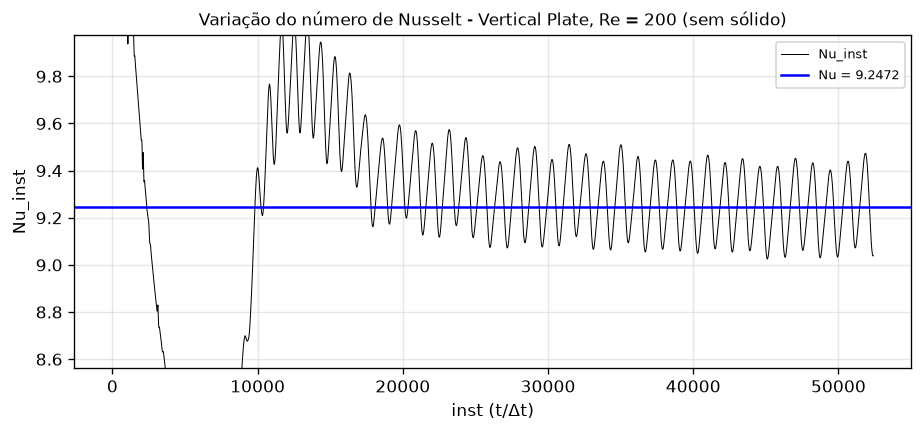 Variação do número de Nusselt - Vertical Plate, Re = 200 (sem sólido)
Nu_inst
Nu = 9.2472
9.8
9.6
9.4
9.2
9.0
8.8
8.6
Nu_inst
0 10000 20000 30000 40000 50000
inst (t/Δt)